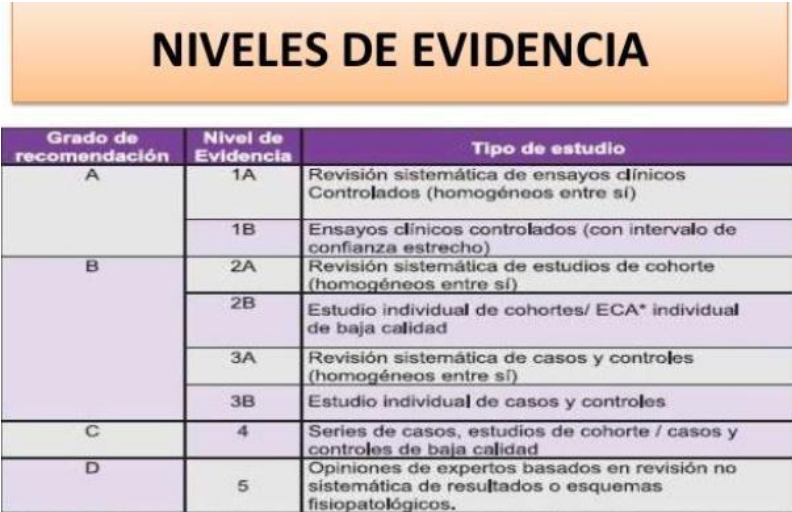 NIVELES DE EVIDENCIA
Grado de recomendación Nivel de Evidencia Tipo de estudio
A 1A Revisión sistemática de ensayos clínicos
Controlados (homogéneos entre sí)
1B Ensayos clínicos controlados (con intervalo de
confianza estrecho)
B 2A Revisión sistemática de estudios de cohorte
(homogéneos entre sí)
2B Estudio individual de cohortes/ ECA* individual
de baja calidad
3A Revisión sistemática de casos y controles
(homogéneos entre sí)
3B Estudio individual de casos y controles
C 4 Series de casos, estudios de cohorte / casos y
controles de baja calidad
D 5 Opiniones de expertos basados en revisión no
sistemática de resultados o esquemas
fisiopatológicos.